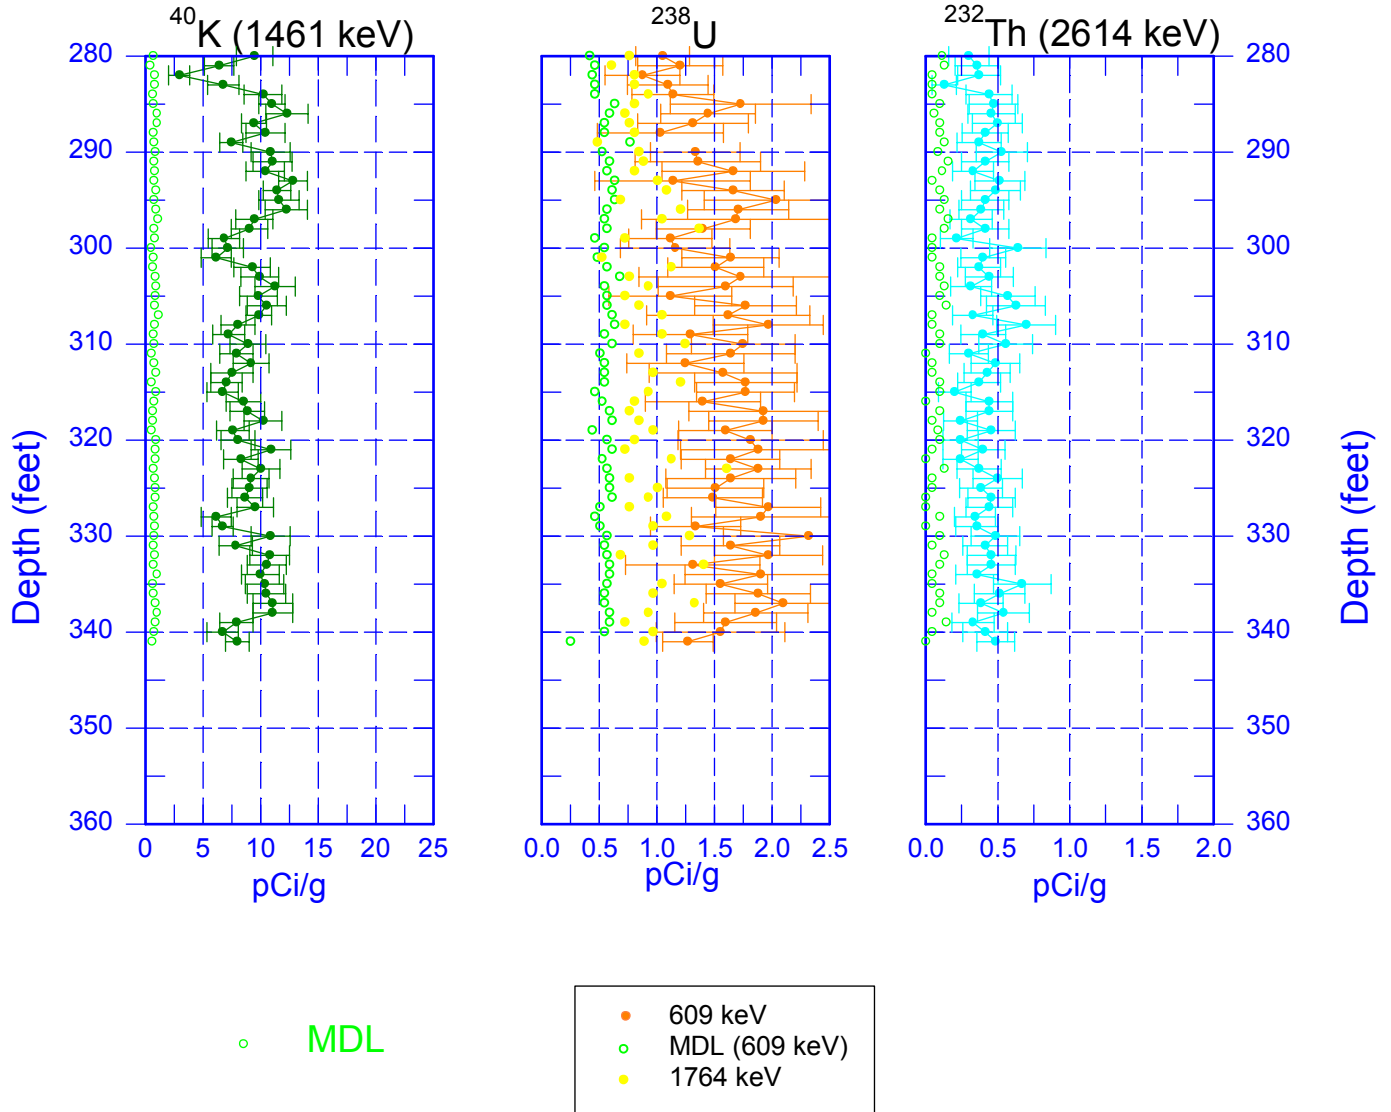 40K (1461 keV)
238U
232Th (2614 keV)
280
290
300
310
320
330
340
350
360
Depth (feet)
0 5 10 15 20 25
pCi/g
0.0 0.5 1.0 1.5 2.0 2.5
pCi/g
280
290
300
310
320
330
340
350
360
Depth (feet)
0.0 0.5 1.0 1.5 2.0
pCi/g
MDL
609 keV
MDL (609 keV)
1764 keV